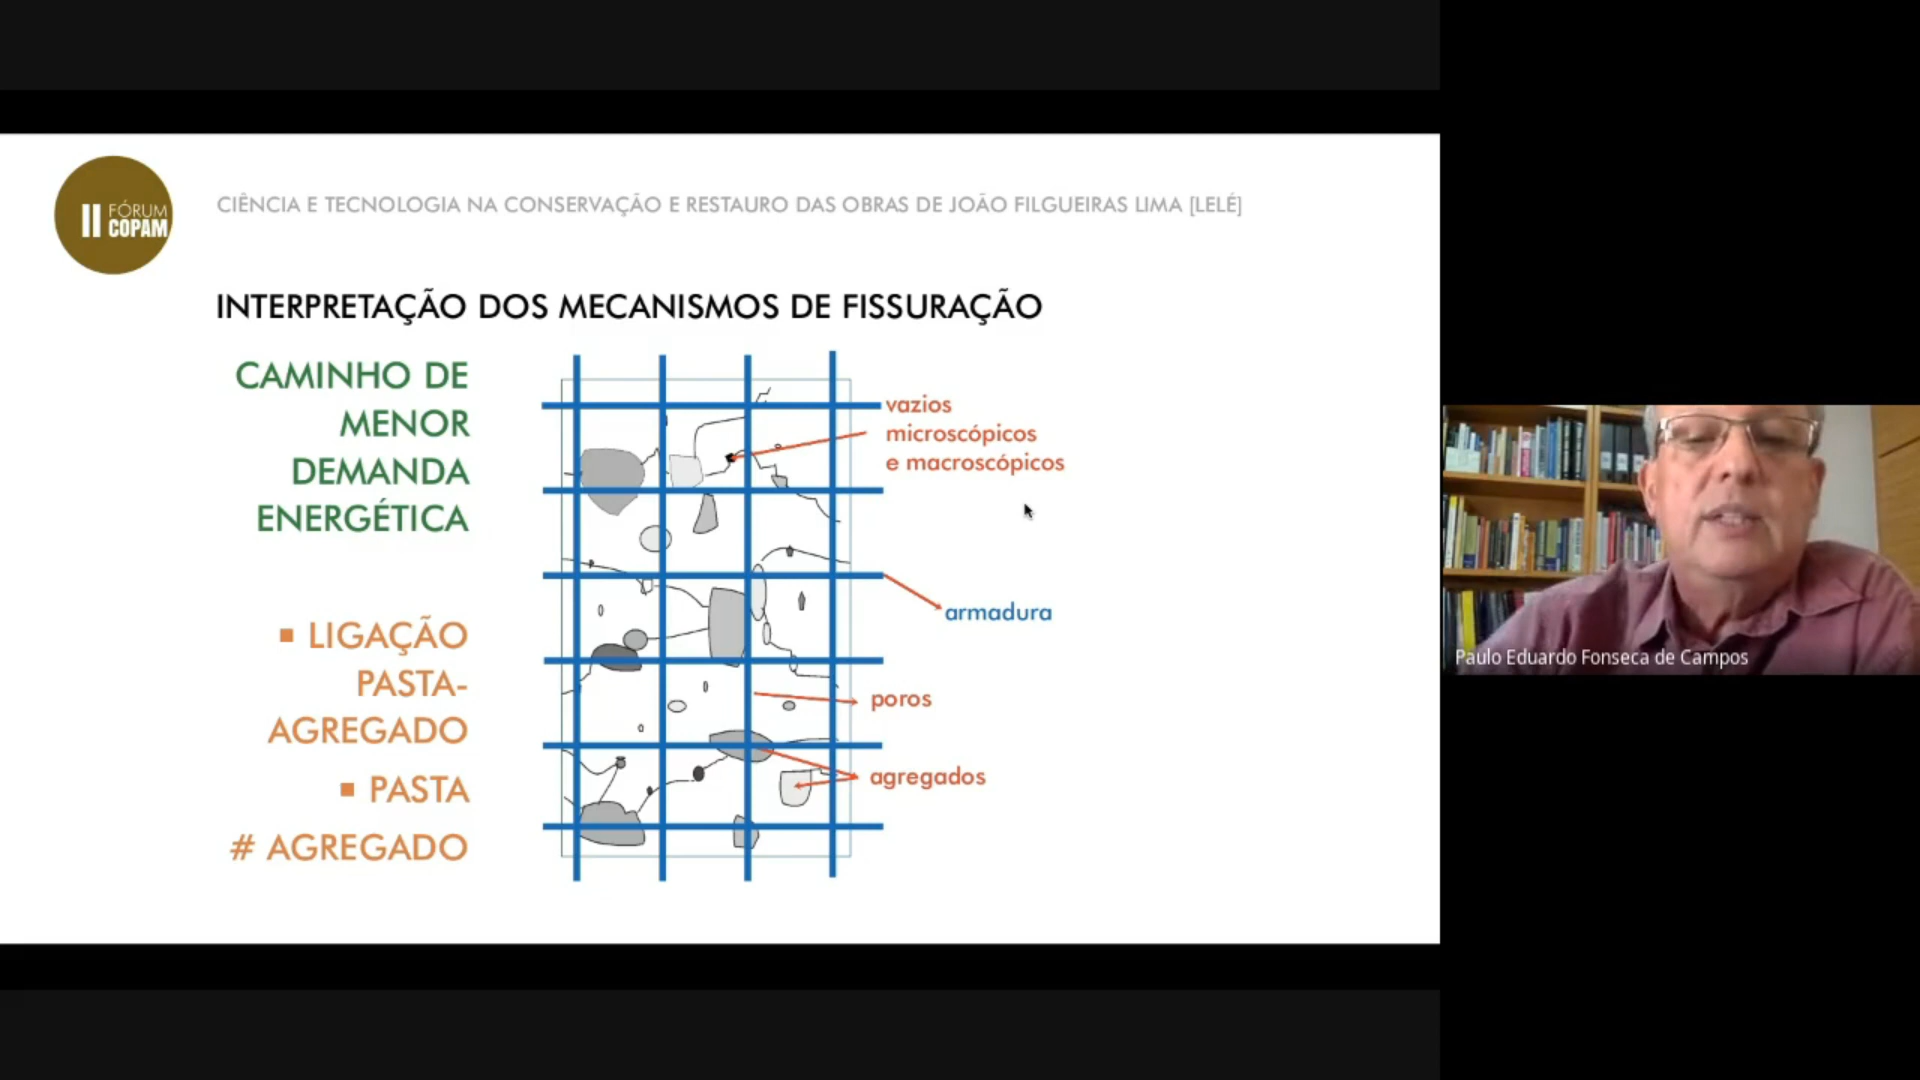 II FÓRUM
COPAM
CIÊNCIA E TECNOLOGIA NA CONSERVAÇÃO E RESTAURO DAS OBRAS DE JOÃO FILGUEIRAS LIMA [LELÉ]
INTERPRETAÇÃO DOS MECANISMOS DE FISSURAÇÃO
CAMINHO DE
MENOR
DEMANDA
ENERGÉTICA
▪ LIGAÇÃO
PASTA-
AGREGADO
▪ PASTA
# AGREGADO
vazios
microscópicos
e macroscópicos
armadura
poros
agregados
Paulo Eduardo Fonseca de Campos